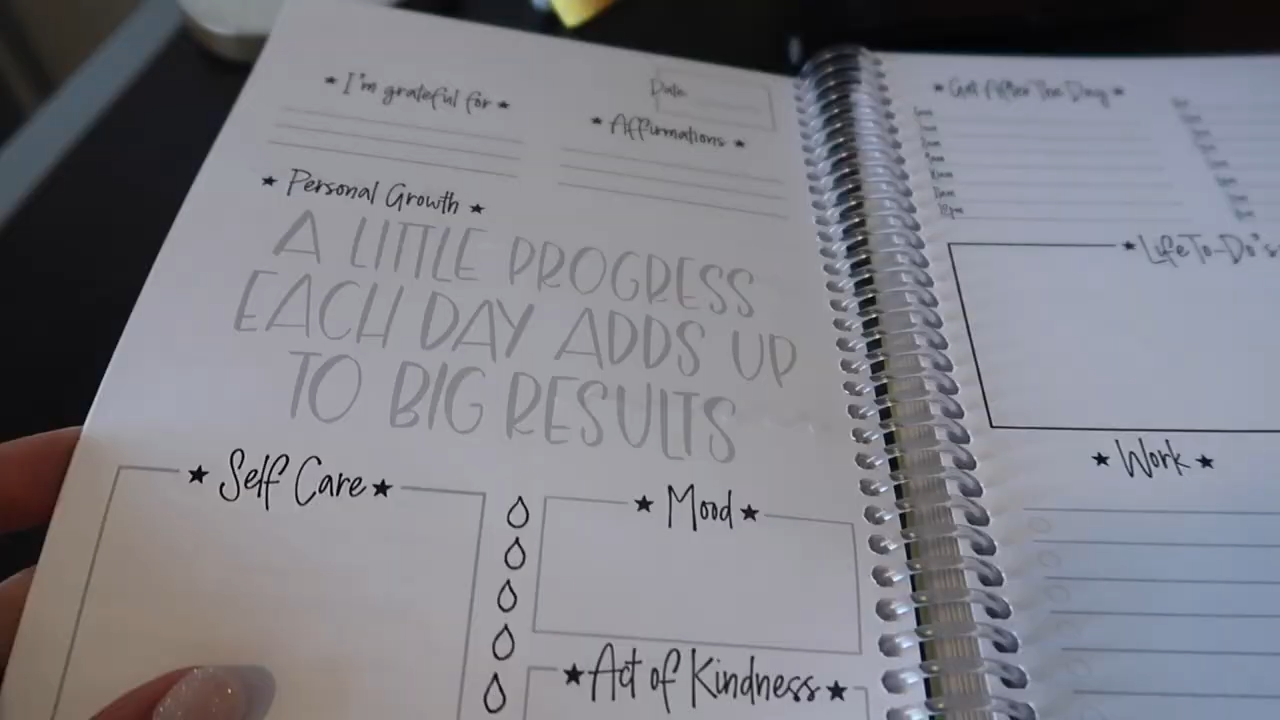 ★ I'm grateful for ★
Date
★ Affirmations ★
★ Personal Growth ★
A LITTLE PROGRESS
EACH DAY ADDS UP
TO BIG RESULTS
★ Self Care ★
★ Mood ★
★ Act of Kindness ★
★ Get After The Day ★
★ Life To-Do's
★ Work ★